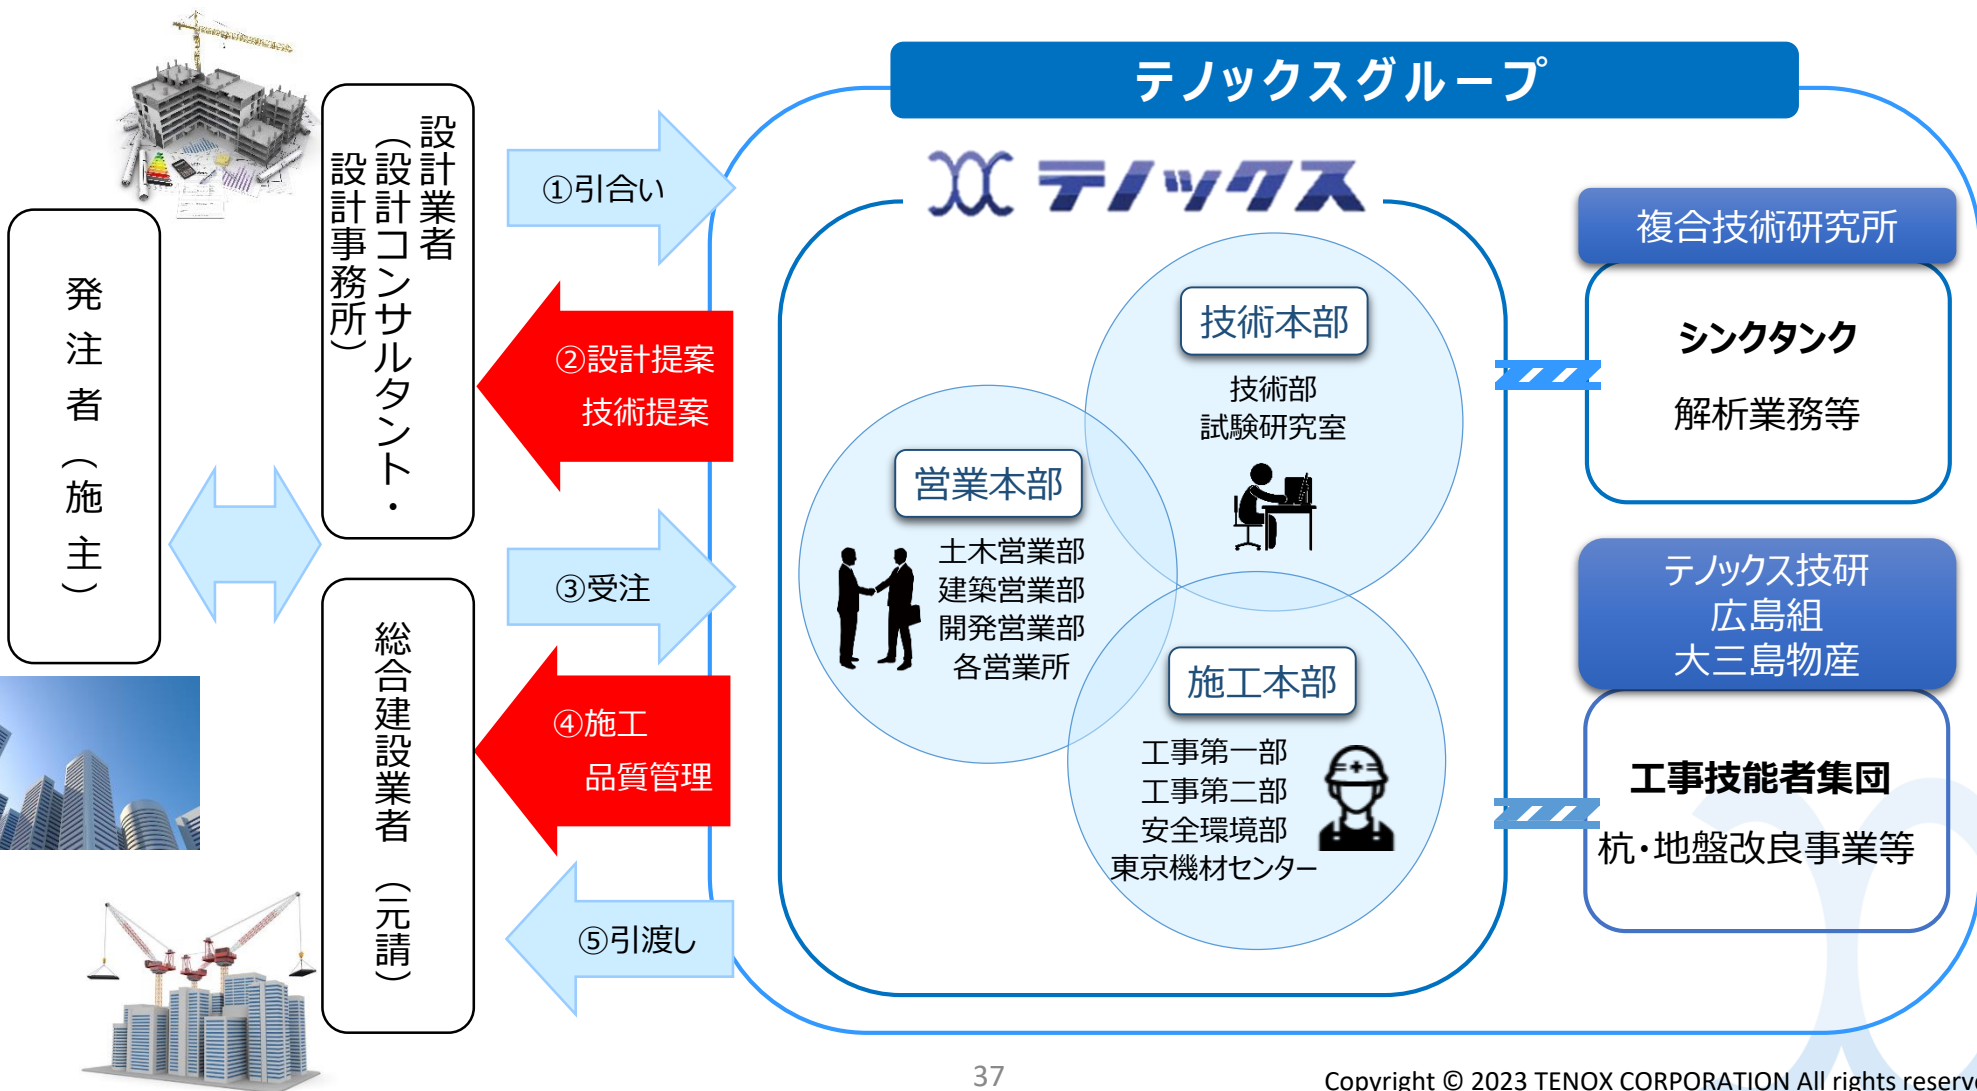 テノックスグループ
テノックス
発注者（施主）
設計業者
（設計コンサルタント・
設計事務所）
総合建設業者　（元請）
①引合い
②設計提案
技術提案
③受注
④施工
品質管理
⑤引渡し
技術本部
技術部
試験研究室
営業本部
土木営業部
建築営業部
開発営業部
各営業所
施工本部
工事第一部
工事第二部
安全環境部
東京機材センター
複合技術研究所
シンクタンク
解析業務等
テノックス技研
広島組
大三島物産
工事技能者集団
杭・地盤改良事業等
37
Copyright © 2023 TENOX CORPORATION All rights reserve